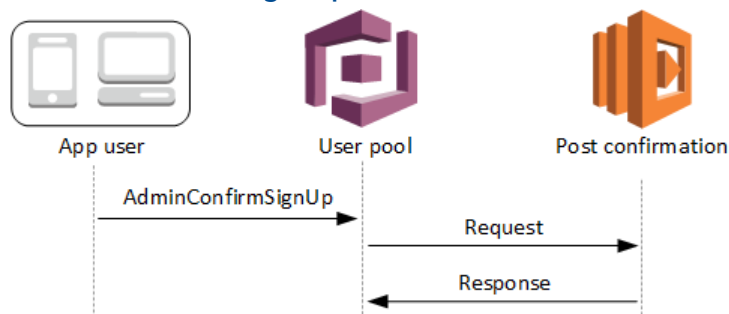 App user
User pool
Post confirmation
AdminConfirmSignUp
Request
Response